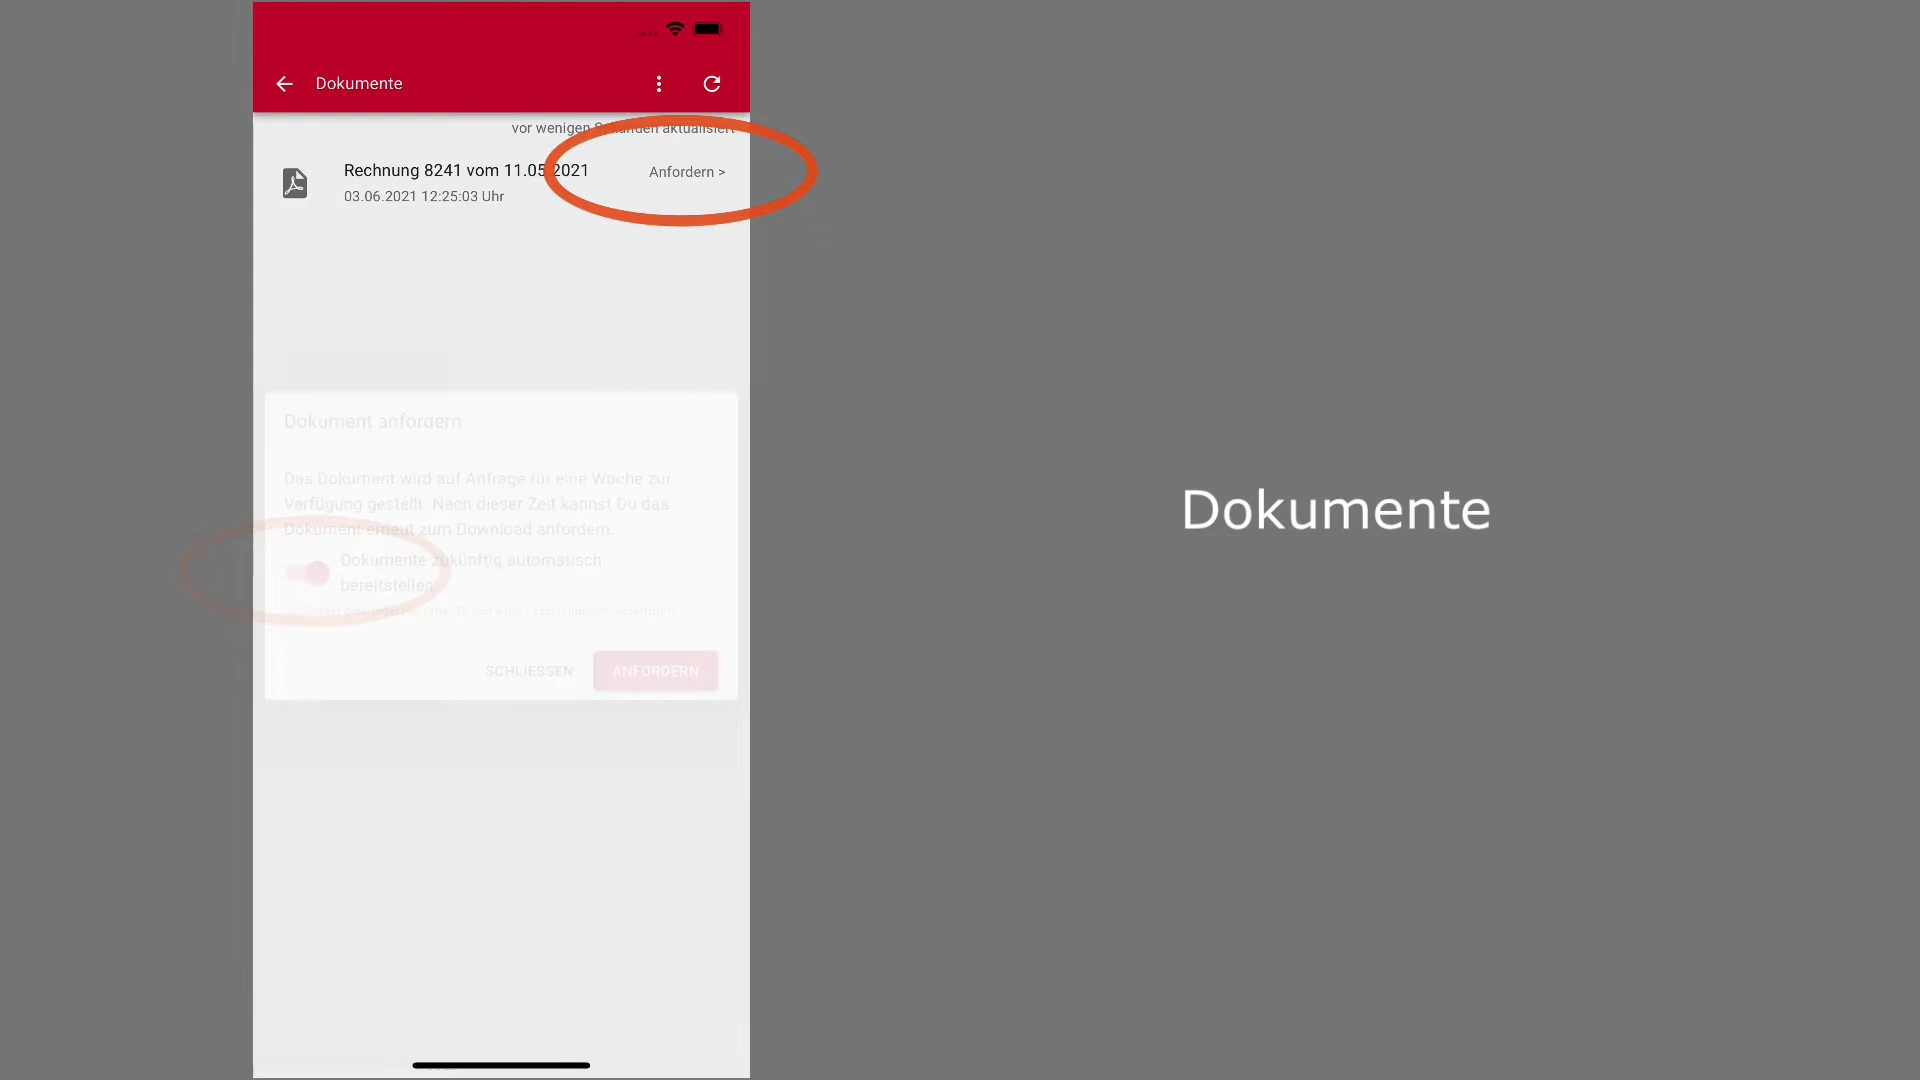 Dokumente
vor wenigen Sekunden aktualisiert
Rechnung 8241 vom 11.05.2021
Anfordern >
03.06.2021 12:25:03 Uhr
Dokument anfordern
Das Dokument wird auf Anfrage für eine Woche zur
Verfügung gestellt. Nach dieser Zeit kannst Du das
Dokument erneut zum Download anfordern.
Dokumente zukünftig automatisch
bereitstellen.
SCHLIESSEN
ANFORDERN
Dokumente